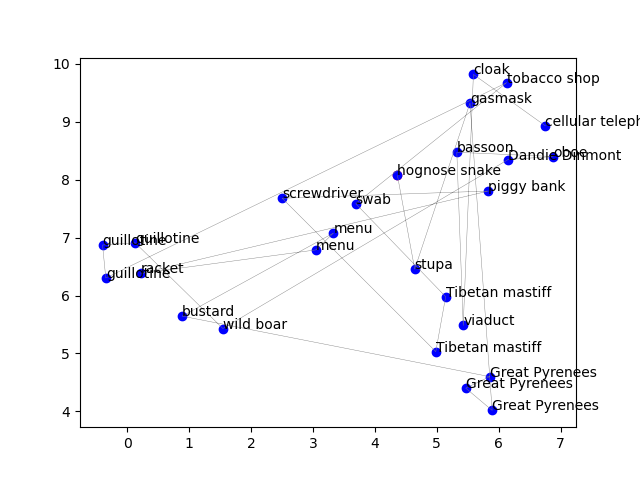 10
cloak
tobacco shop
gasmask
9
cellular teleph
bassoon
oboe
Dandie Dinmont
hognose snake
8
piggy bank
screwdriver
swab
menu
7
guillotine
guillotine
menu
stupa
racket
guillotine
6
Tibetan mastiff
bustard
viaduct
wild boar
5
Tibetan mastiff
Great Pyrenees
Great Pyrenees
4
Great Pyrenees
0 1 2 3 4 5 6 7